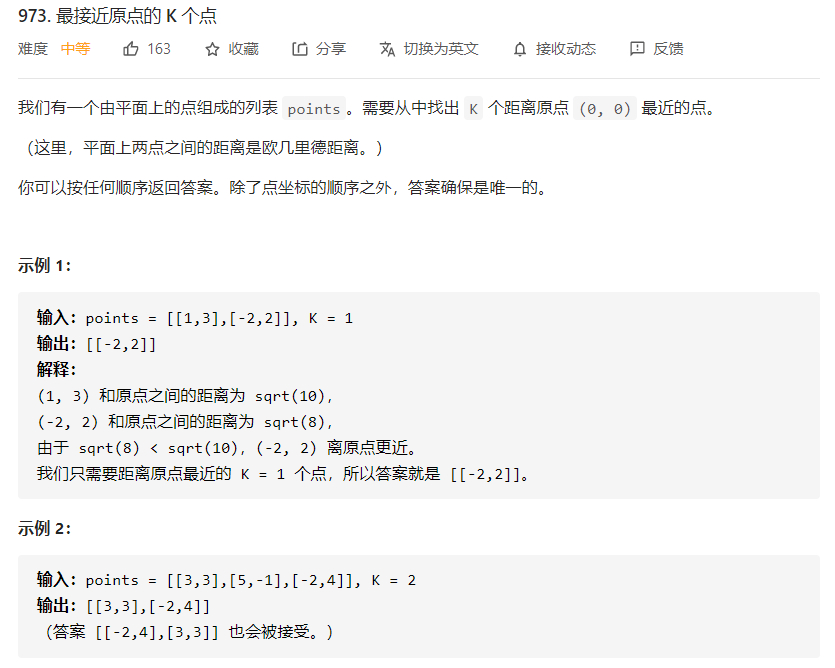 973. 最接近原点的 K 个点
难度 中等 163 收藏 分享 切换为英文 接收动态 反馈
我们有一个由平面上的点组成的列表 points 。需要从中找出 K 个距离原点 (0, 0) 最近的点。
（这里，平面上两点之间的距离是欧几里德距离。）
你可以按任何顺序返回答案。除了点坐标的顺序之外，答案确保是唯一的。
示例 1：
输入：points = [[1,3],[-2,2]], K = 1
输出：[[-2,2]]
解释：
(1, 3) 和原点之间的距离为 sqrt(10)，
(-2, 2) 和原点之间的距离为 sqrt(8)，
由于 sqrt(8) < sqrt(10)，(-2, 2) 离原点更近。
我们只需要距离原点最近的 K = 1 个点，所以答案就是 [[-2,2]]。
示例 2：
输入：points = [[3,3],[5,-1],[-2,4]], K = 2
输出：[[3,3],[-2,4]]
（答案 [[-2,4],[3,3]] 也会被接受。）